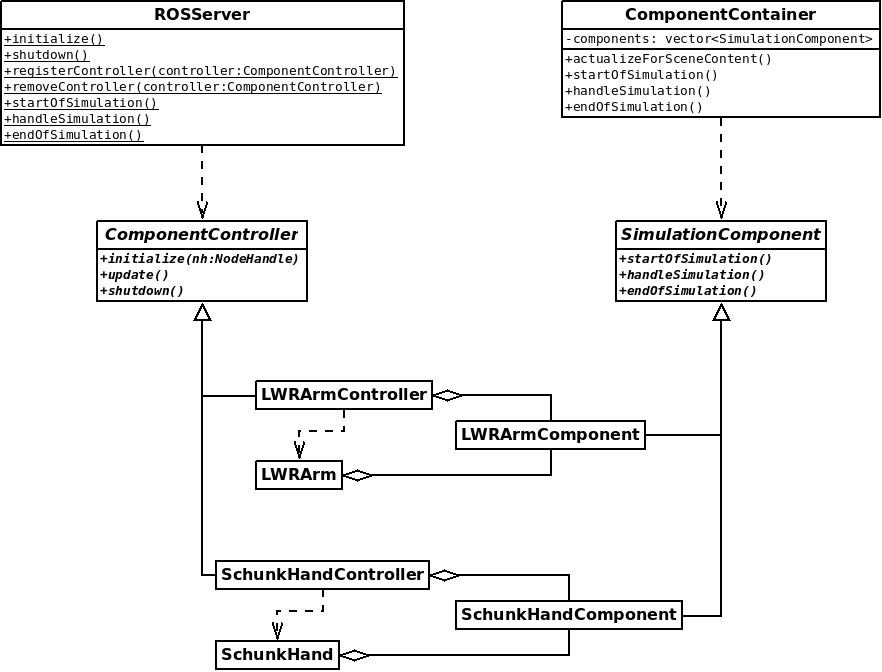 ROSServer
+initialize()
+shutdown()
+registerController(controller:ComponentController)
+removeController(controller:ComponentController)
+startOfSimulation()
+handleSimulation()
+endOfSimulation()
ComponentContainer
-components: vector<SimulationComponent>
+actualizeForSceneContent()
+startOfSimulation()
+handleSimulation()
+endOfSimulation()
ComponentController
+initialize(nh:NodeHandle)
+update()
+shutdown()
SimulationComponent
+startOfSimulation()
+handleSimulation()
+endOfSimulation()
LWRArmController
LWRArmComponent
LWRArm
SchunkHandController
SchunkHandComponent
SchunkHand